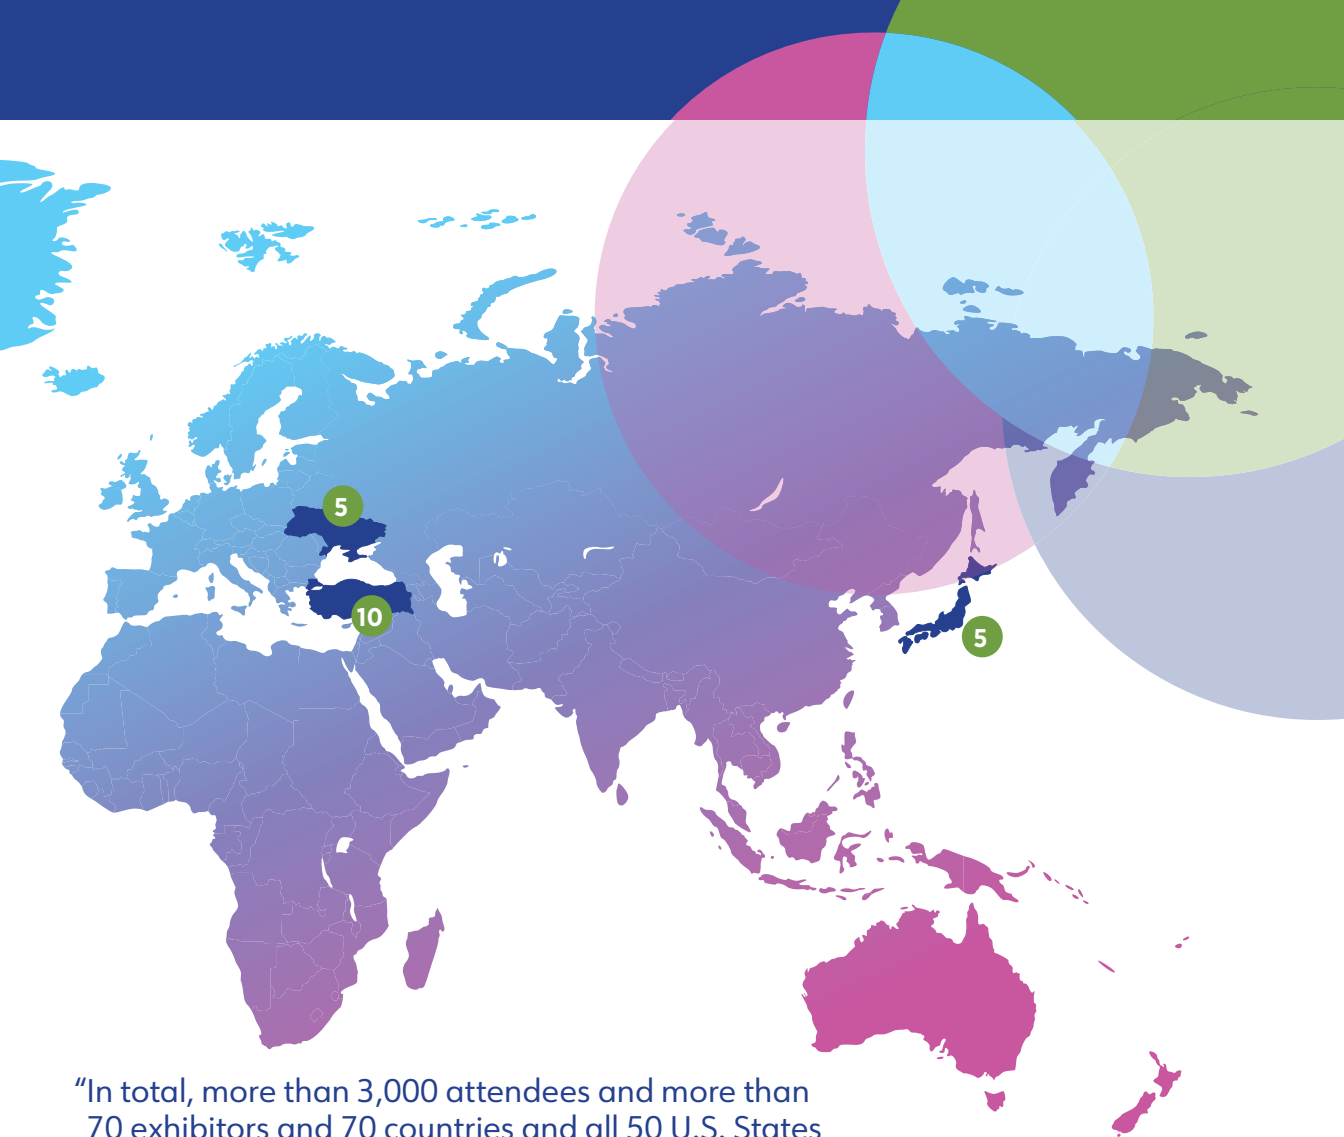 5
10
5
“In total, more than 3,000 attendees and more than
70 exhibitors and 70 countries and all 50 U.S. States